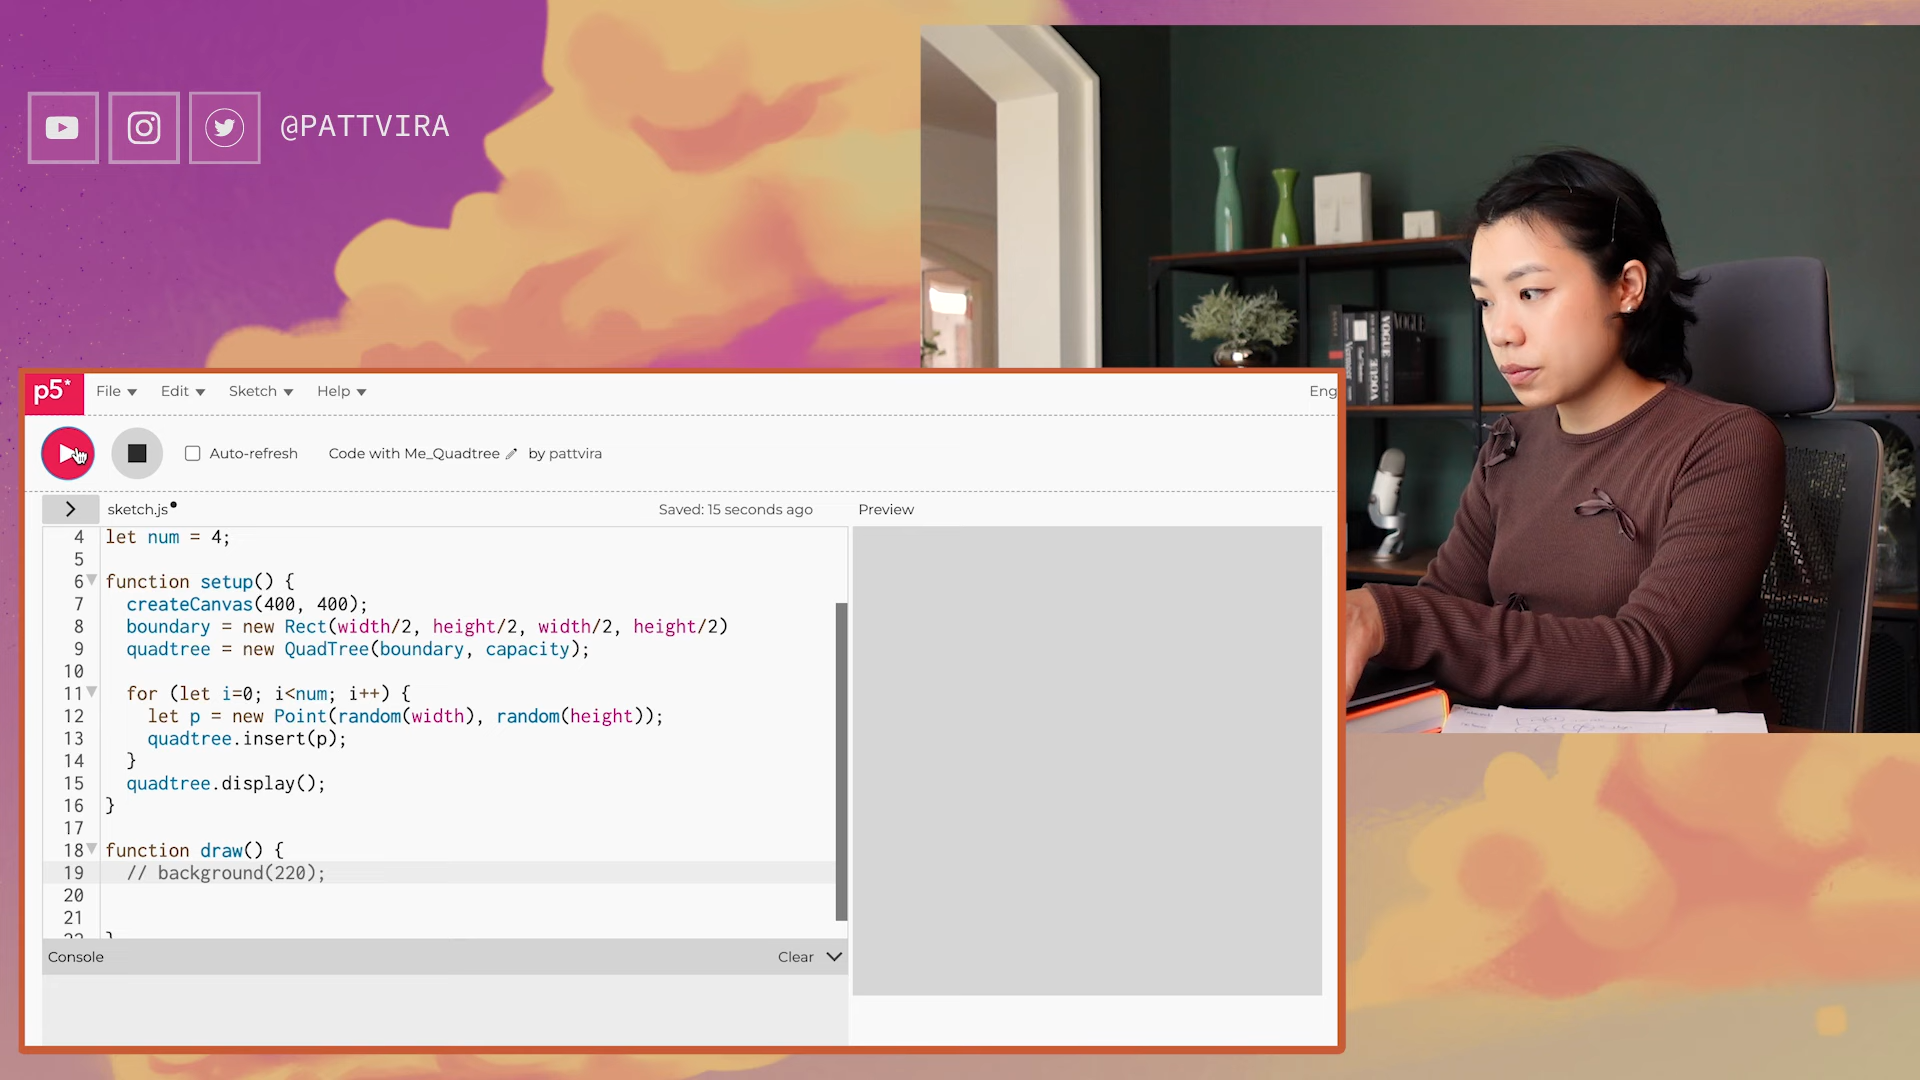 @PATTVIRA
p5*
File
Edit
Sketch
Help
Eng
Auto-refresh
Code with Me_Quadtree
by pattvira
sketch.js
Saved: 15 seconds ago
Preview
4 let num = 4;
5
6 function setup() {
7 createCanvas(400, 400);
8 boundary = new Rect(width/2, height/2, width/2, height/2)
9 quadtree = new QuadTree(boundary, capacity);
10
11 for (let i=0; i<num; i++) {
12 let p = new Point(random(width), random(height));
13 quadtree.insert(p);
14 }
15 quadtree.display();
16 }
17
18 function draw() {
19 // background(220);
20
21
Console
Clear
VOGUE
VOGUE